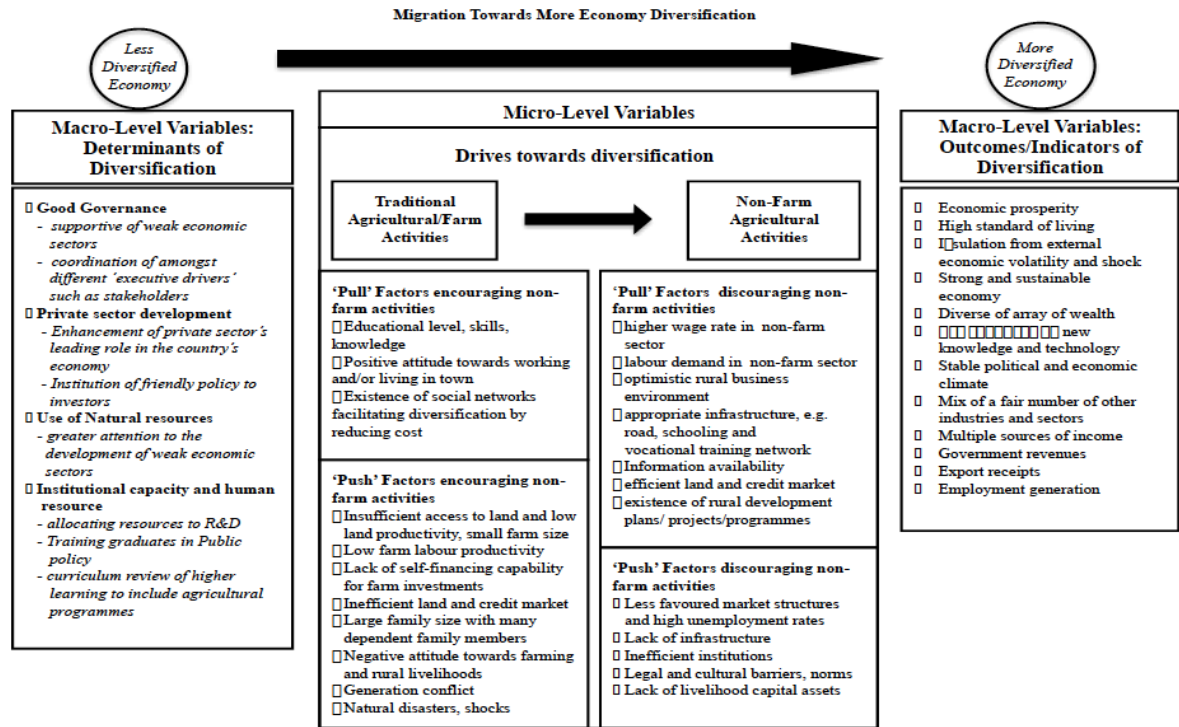 Migration Towards More Economy Diversification
Less
Diversified
Economy
More
Diversified
Economy
Macro-Level Variables:
Determinants of
Diversification
▯ Good Governance
- supportive of weak economic
sectors
- coordination of amongst
different ´executive drivers´
such as stakeholders
▯ Private sector development
- Enhancement of private sector´s
leading role in the country´s
economy
- Institution of friendly policy to
investors
▯ Use of Natural resources
- greater attention to the
development of weak economic
sectors
▯ Institutional capacity and human
resource
- allocating resources to R&D
- Training graduates in Public
policy
- curriculum review of higher
learning to include agricultural
programmes
Micro-Level Variables
Drives towards diversification
Traditional
Agricultural/Farm
Activities
Non-Farm
Agricultural
Activities
‘Pull’ Factors encouraging non-
farm activities
▯Educational level, skills,
knowledge
▯Positive attitude towards working
and/or living in town
▯Existence of social networks
facilitating diversification by
reducing cost
‘Push’ Factors encouraging non-
farm activities
▯Insufficient access to land and low
land productivity, small farm size
▯Low farm labour productivity
▯Lack of self-financing capability
for farm investments
▯Inefficient land and credit market
▯Large family size with many
dependent family members
▯Negative attitude towards farming
and rural livelihoods
▯Generation conflict
▯Natural disasters, shocks
‘Pull’ Factors discouraging non-
farm activities
▯higher wage rate in non-farm
sector
▯labour demand in non-farm sector
▯optimistic rural business
environment
▯appropriate infrastructure, e.g.
road, schooling and
vocational training network
▯Information availability
▯efficient land and credit market
▯existence of rural development
plans/ projects/programmes
‘Push’ Factors discouraging non-
farm activities
▯ Less favoured market structures
and high unemployment rates
▯ Lack of infrastructure
▯ Inefficient institutions
▯ Legal and cultural barriers, norms
▯ Lack of livelihood capital assets
Macro-Level Variables:
Outcomes/Indicators of
Diversification
▯ Economic prosperity
▯ High standard of living
▯ I▯sulation from external
economic volatility and shock
▯ Strong and sustainable
economy
▯ Diverse of array of wealth
▯ new
knowledge and technology
▯ Stable political and economic
climate
▯ Mix of a fair number of other
industries and sectors
▯ Multiple sources of income
▯ Government revenues
▯ Export receipts
▯ Employment generation